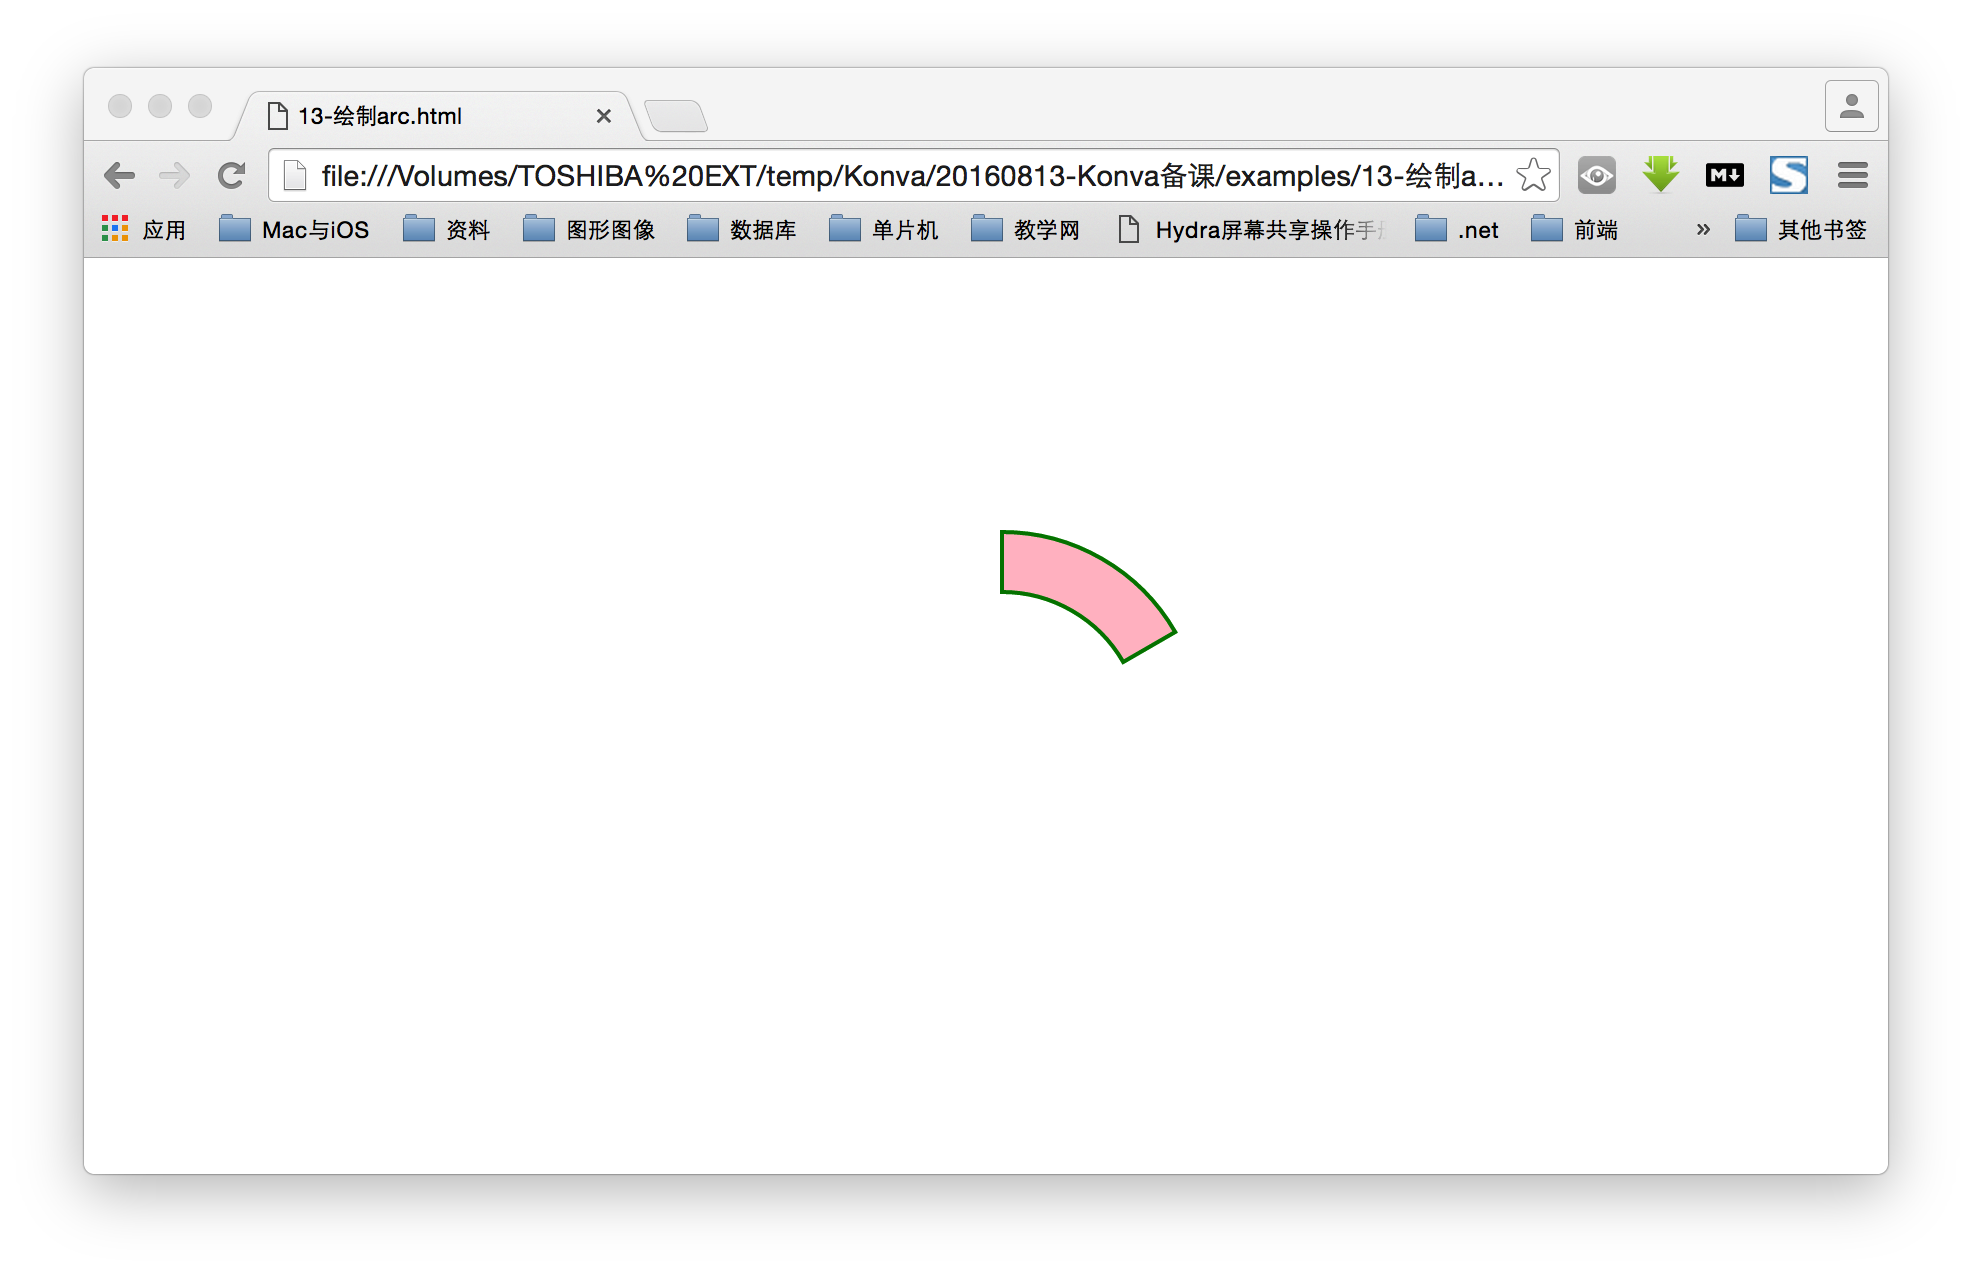 13-绘制arc.html
file:///Volumes/TOSHIBA%20EXT/temp/Konva/20160813-Konva备课/examples/13-绘制a...
M
应用 Mac与iOS 资料 图形图像 数据库 单片机 教学网 Hydra屏幕共享操作手 .net 前端 » 其他书签